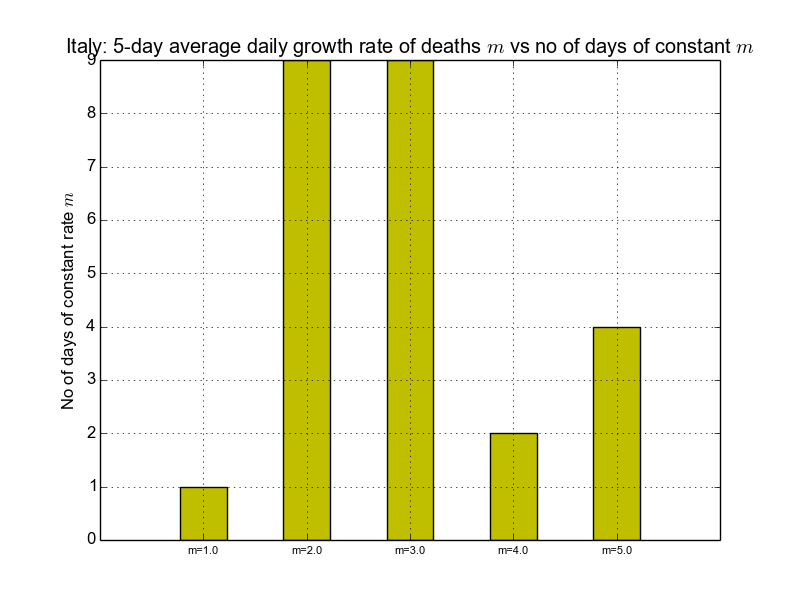 Italy: 5-day average daily growth rate of deaths m vs no of days of constant m
No of days of constant rate m
9
8
7
6
5
4
3
2
1
0
m=1.0
m=2.0
m=3.0
m=4.0
m=5.0